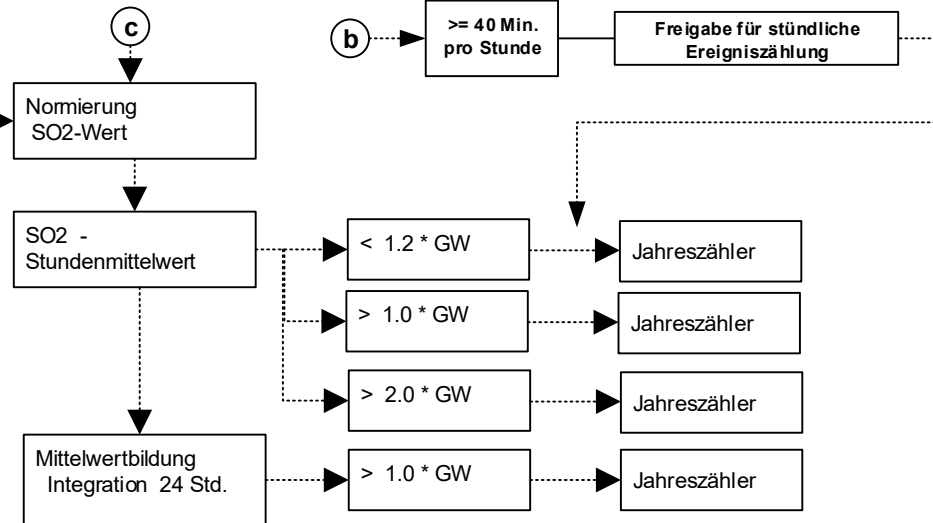 c
b
>= 40 Min.
pro Stunde
Freigabe für stündliche
Ereigniszählung
Normierung
SO2-Wert
SO2 -
Stundenmittelwert
< 1.2 * GW
Jahreszähler
> 1.0 * GW
Jahreszähler
> 2.0 * GW
Jahreszähler
Mittelwertbildung
Integration 24 Std.
> 1.0 * GW
Jahreszähler